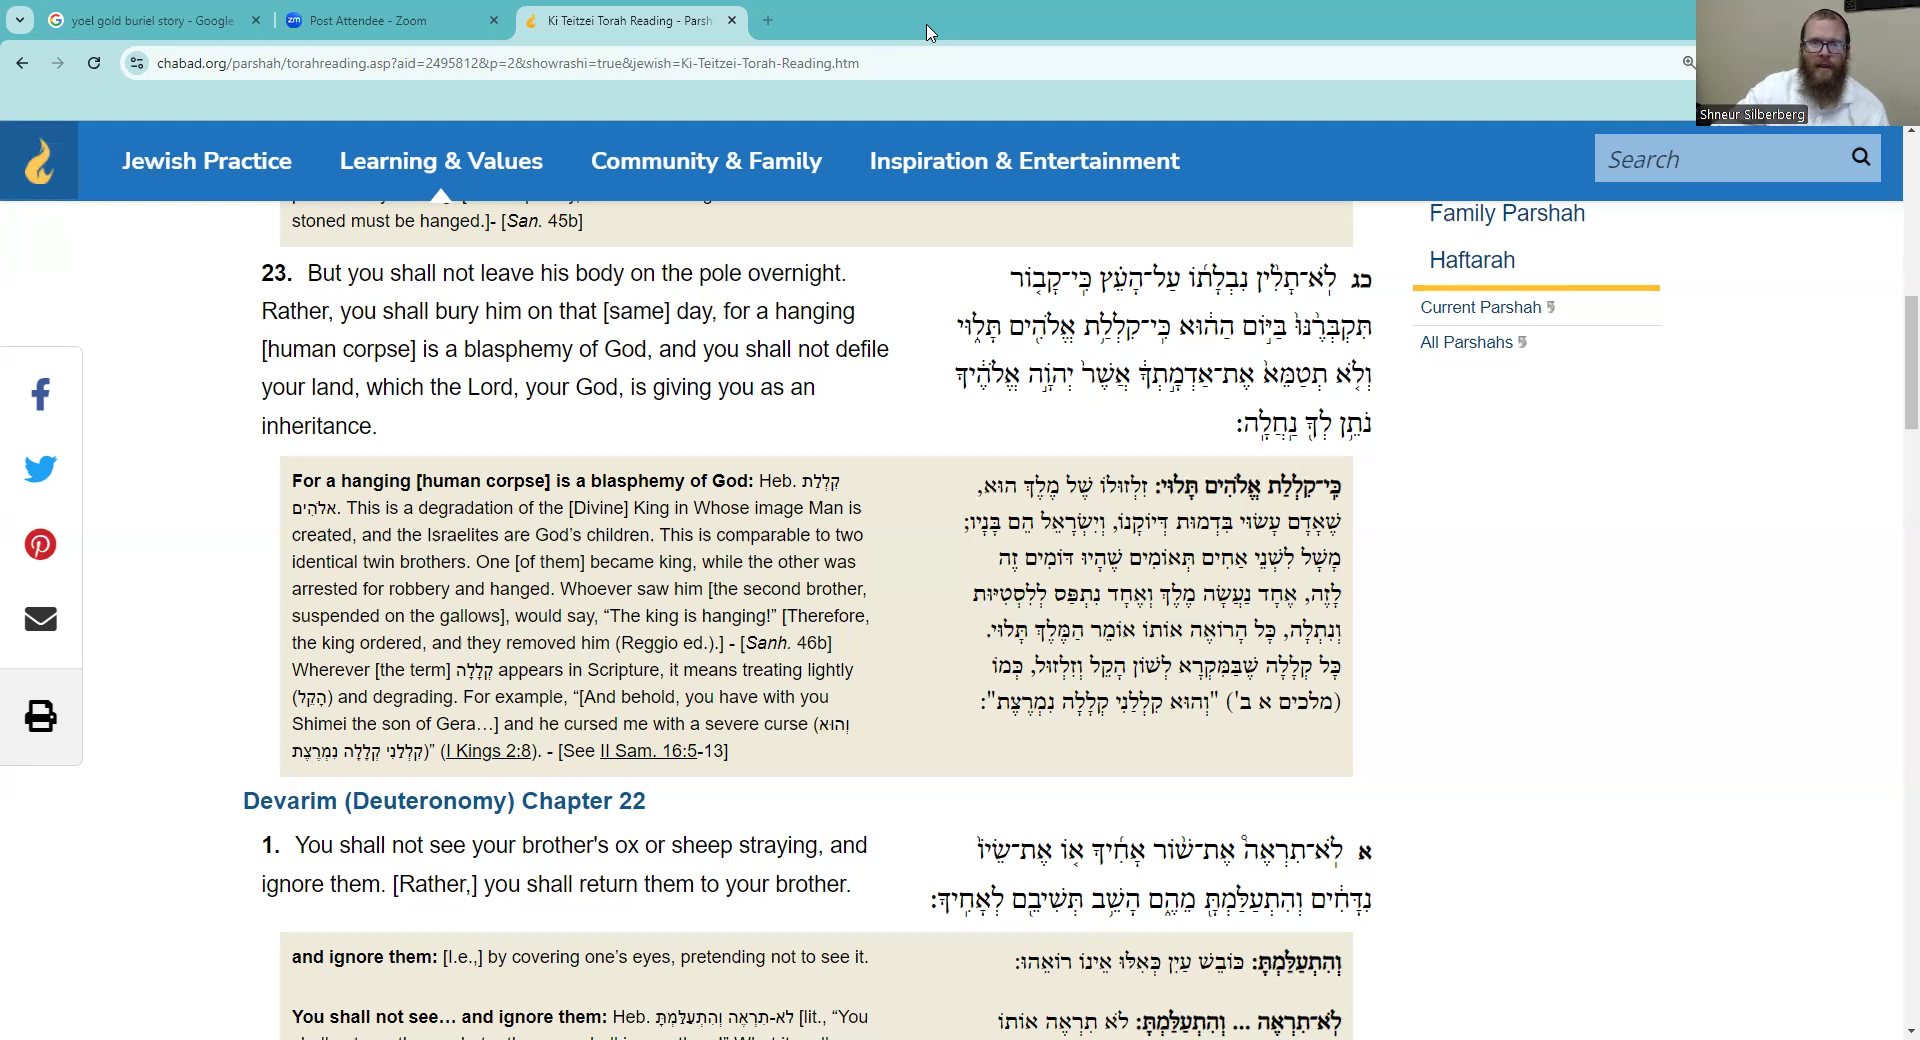 yoel gold buriel story - Google
Post Attendee - Zoom
Ki Teitzei Torah Reading - Parsh
chabad.org/parshah/torahreading.asp?aid=2495812&p=2&showrashi=true&jewish=Ki-Teitzei-Torah-Reading.htm
Shneur Silberberg
Jewish Practice
Learning & Values
Community & Family
Inspiration & Entertainment
Search
stoned must be hanged.]- [San. 45b]
23. But you shall not leave his body on the pole overnight.
Rather, you shall bury him on that [same] day, for a hanging
[human corpse] is a blasphemy of God, and you shall not defile
your land, which the Lord, your God, is giving you as an
inheritance.
כג לֹֽא־תָלִ֨ין נִבְלָת֜וֹ עַל־הָעֵ֗ץ כִּֽי־קָב֤וֹר
תִּקְבְּרֶ֨נּוּ֙ בַּיּ֣וֹם הַה֔וּא כִּֽי־קִלְלַ֥ת אֱלֹהִ֖ים תָּל֑וּי
וְלֹ֤א תְטַמֵּא֙ אֶת־אַדְמָ֣תְךָ֔ אֲשֶׁר֙ יְהֹוָ֣ה אֱלֹהֶ֔יךָ
נֹתֵ֥ן לְךָ֖ נַֽחֲלָֽה:
For a hanging [human corpse] is a blasphemy of God: Heb. קִלְלַת
אלהִים. This is a degradation of the [Divine] King in Whose image Man is
created, and the Israelites are God’s children. This is comparable to two
identical twin brothers. One [of them] became king, while the other was
arrested for robbery and hanged. Whoever saw him [the second brother,
suspended on the gallows], would say, “The king is hanging!” [Therefore,
the king ordered, and they removed him (Reggio ed.).] - [Sanh. 46b]
Wherever [the term] קְלָלָה appears in Scripture, it means treating lightly
(הָקֵל) and degrading. For example, “[And behold, you have with you
Shimei the son of Gera…] and he cursed me with a severe curse (וְהוּא
קִלְלַנִי קְלָלָה נִמְרֶצֶת)” (I Kings 2:8). - [See II Sam. 16:5-13]
כִּֽי־קִלְלַת אֱלֹהִים תָּלוּי: זִלְזוּלוֹ שֶׁל מֶלֶךְ הוּא,
שֶׁאָדָם עָשׂוּי בִּדְמוּת דְּיוֹקָנוֹ, וְיִשְׂרָאֵל הֵם בָּנָיו;
מָשָׁל לִשְׁנֵי אַחִים תְּאוֹמִים שֶׁהָיוּ דוֹמִים זֶה
לָזֶה, אֶחָד נַעֲשָׂה מֶלֶךְ וְאֶחָד נִתְפַּס לְלִסְטִיּוּת
וְנִתְלָה, כָּל הָרוֹאֶה אוֹתוֹ אוֹמֵר הַמֶּלֶךְ תָּלוּי.
כָּל קְלָלָה שֶׁבַּמִּקְרָא לְשׁוֹן הָקֵל וְזִלְזוּל, כְּמוֹ
(מלכים א ב') "וְהוּא קִלְלַנִי קְלָלָה נִמְרֶצֶת":
Devarim (Deuteronomy) Chapter 22
1. You shall not see your brother's ox or sheep straying, and
ignore them. [Rather,] you shall return them to your brother.
א לֹֽא־תִרְאֶה֩ אֶת־שׁ֨וֹר אָחִ֜יךָ א֤וֹ אֶת־שֵׂיוֹ֙
נִדָּחִ֔ים וְהִתְעַלַּמְתָּ֖ מֵהֶ֑ם הָשֵׁ֥ב תְּשִׁיבֵ֖ם לְאָחִֽיךָ:
and ignore them: [I.e.,] by covering one’s eyes, pretending not to see it.
וְהִתְעַלַּמְתָּ: כּוֹבֵשׁ עַיִן כְּאִלּוּ אֵינוֹ רוֹאֵהוּ:
You shall not see… and ignore them: Heb. לֹא-תִרְאֶה וְהִתְעַלַּמְתָּ [lit., “You
לֹֽא־תִרְאֶה ... וְהִתְעַלַּמְתָּ: לֹא תִרְאֶה אוֹתוֹ
Family Parshah
Haftarah
Current Parshah
All Parshahs